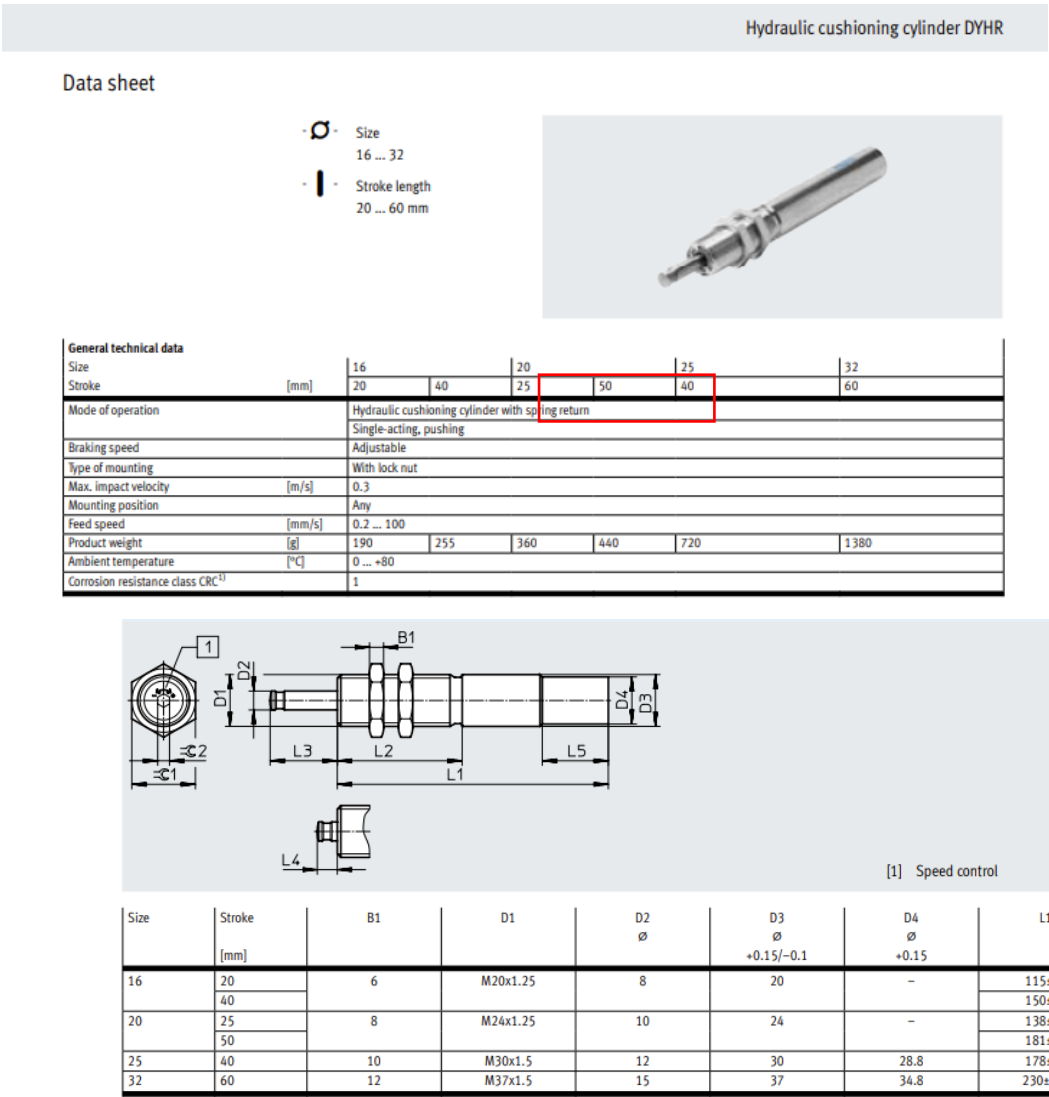 Hydraulic cushioning cylinder DYHR
Data sheet
Size
16 ... 32
Stroke length
20 ... 60 mm
General technical data
Size 16 20 25 32
Stroke [mm] 20 40 25 50 40 60
Mode of operation Hydraulic cushioning cylinder with spring return
Single-acting, pushing
Braking speed Adjustable
Type of mounting With lock nut
Max. impact velocity [m/s] 0.3
Mounting position Any
Feed speed [mm/s] 0.2 ... 100
Product weight [g] 190 255 360 440 720 1380
Ambient temperature [°C] 0 ... +80
Corrosion resistance class CRC1) 1
1
B1
D2
D1
D4
D3
2
L3 L2 L5
1
L1
L4
[1] Speed control
Size Stroke B1 D1 D2 D3 D4 L1
Ø Ø Ø
[mm] +0.15/−0.1 +0.15
16 20 6 M20x1.25 8 20 – 115±
40 150±
20 25 8 M24x1.25 10 24 – 138±
50 181±
25 40 10 M30x1.5 12 30 28.8 178±
32 60 12 M37x1.5 15 37 34.8 230±